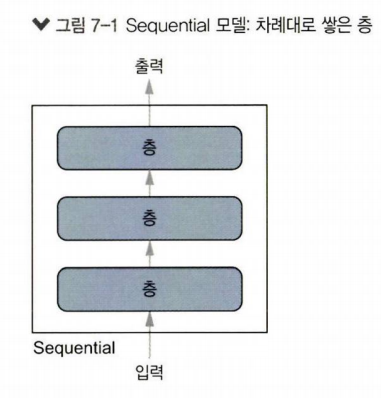 그림 7-1 Sequential 모델: 차례대로 쌓은 층
출력
층
층
층
Sequential
입력